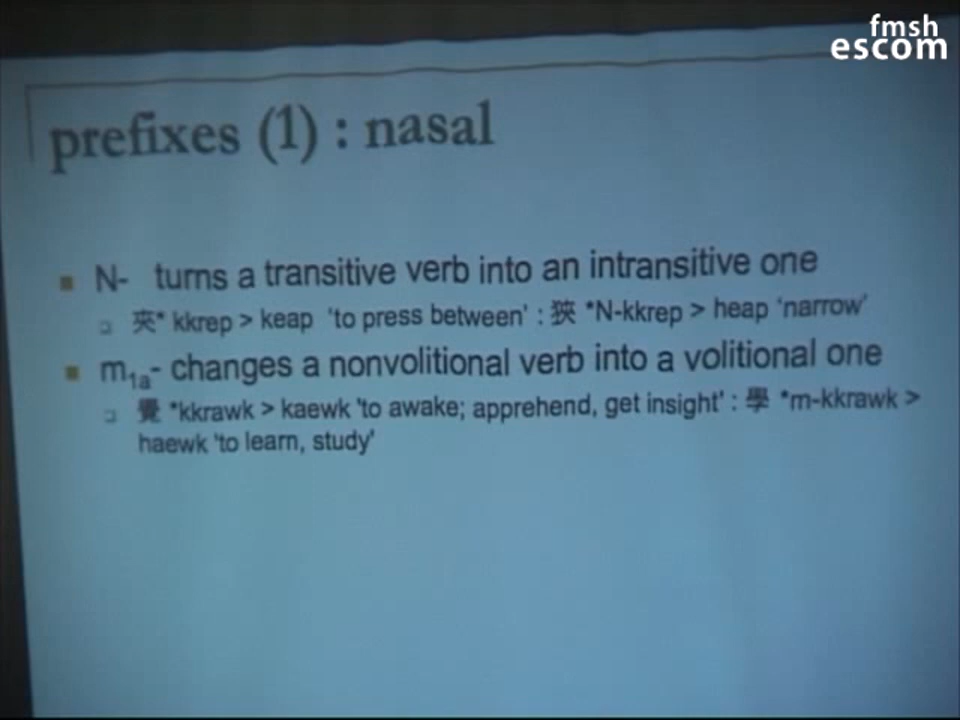 fmsh
escom
prefixes (1) : nasal
N- turns a transitive verb into an intransitive one
夾* kkrep > keap 'to press between' : 狹 *N-kkrep > heap 'narrow'
m1a- changes a nonvolitional verb into a volitional one
覺 *kkrawk > kaewk 'to awake; apprehend, get insight' : 學 *m-kkrawk >
haewk 'to learn, study'